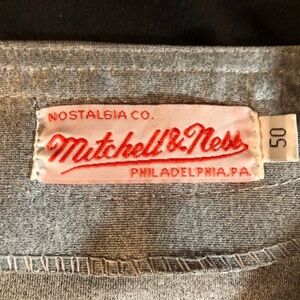 NOSTALGIA CO.
Mitchell & Ness
PHILADELPHIA, PA.
50